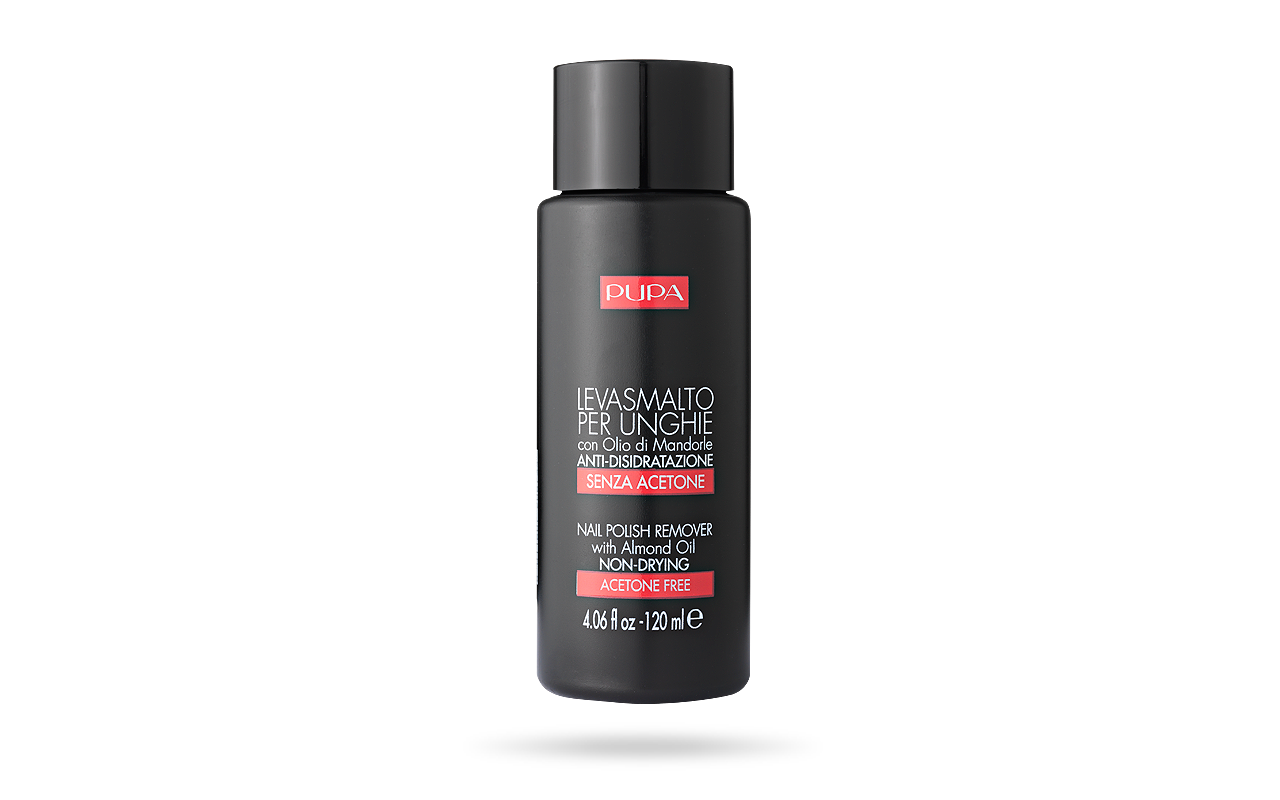 PUPA
LEVASMALTO
PER UNGHIE
con Olio di Mandorle
ANTI-DISIDRATAZIONE
SENZA ACETONE
NAIL POLISH REMOVER
with Almond Oil
NON-DRYING
ACETONE FREE
4.06 fl oz -120 ml e